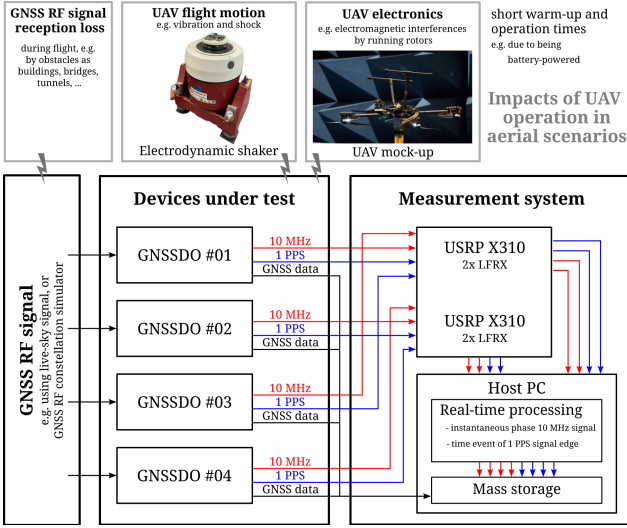 GNSS RF signal
reception loss
during flight, e.g.
by obstacles as
buildings, bridges,
tunnels, ...
UAV flight motion
e.g. vibration and shock
Electrodynamic shaker
UAV electronics
e.g. electromagnetic interferences
by running rotors
UAV mock-up
short warm-up and
operation times
e.g. due to being
battery-powered
Impacts of UAV
operation in
aerial scenarios
GNSS RF signal
e.g. using live-sky signal, or
GNSS RF constellation simulator
Devices under test
GNSSDO #01
10 MHz
1 PPS
GNSS data
GNSSDO #02
10 MHz
1 PPS
GNSS data
GNSSDO #03
10 MHz
1 PPS
GNSS data
GNSSDO #04
10 MHz
1 PPS
GNSS data
Measurement system
USRP X310
2x LFRX
USRP X310
2x LFRX
Host PC
Real-time processing
- instantaneous phase 10 MHz signal
- time event of 1 PPS signal edge
Mass storage